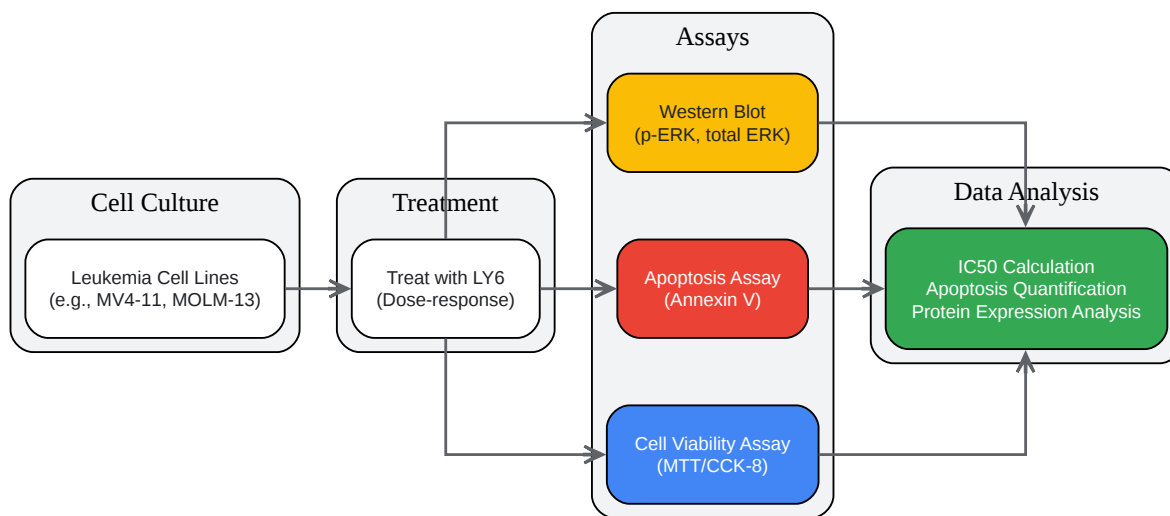 Cell Culture
Leukemia Cell Lines
(e.g., MV4-11, MOLM-13)
Treatment
Treat with LY6
(Dose-response)
Assays
Western Blot
(p-ERK, total ERK)
Apoptosis Assay
(Annexin V)
Cell Viability Assay
(MTT/CCK-8)
Data Analysis
IC50 Calculation
Apoptosis Quantification
Protein Expression Analysis